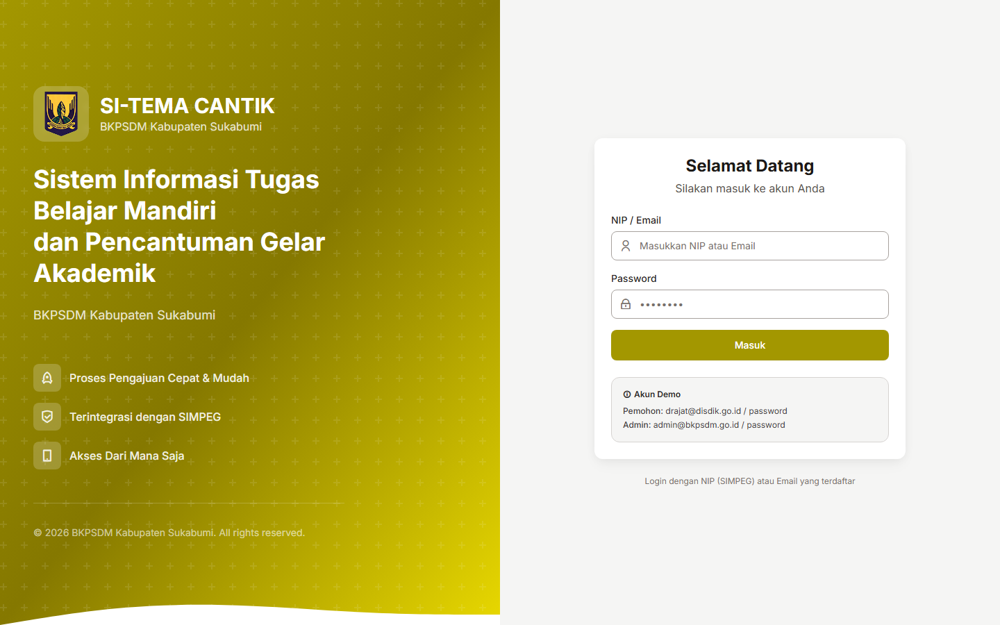 SI-TEMA CANTIK
BKPSDM Kabupaten Sukabumi
Sistem Informasi Tugas
Belajar Mandiri
dan Pencantuman Gelar
Akademik
BKPSDM Kabupaten Sukabumi
Proses Pengajuan Cepat & Mudah
Terintegrasi dengan SIMPEG
Akses Dari Mana Saja
© 2026 BKPSDM Kabupaten Sukabumi. All rights reserved.
Selamat Datang
Silakan masuk ke akun Anda
NIP / Email
Masukkan NIP atau Email
Password
••••••••
Masuk
Akun Demo
Pemohon: drajat@disdik.go.id / password
Admin: admin@bkpsdm.go.id / password
Login dengan NIP (SIMPEG) atau Email yang terdaftar